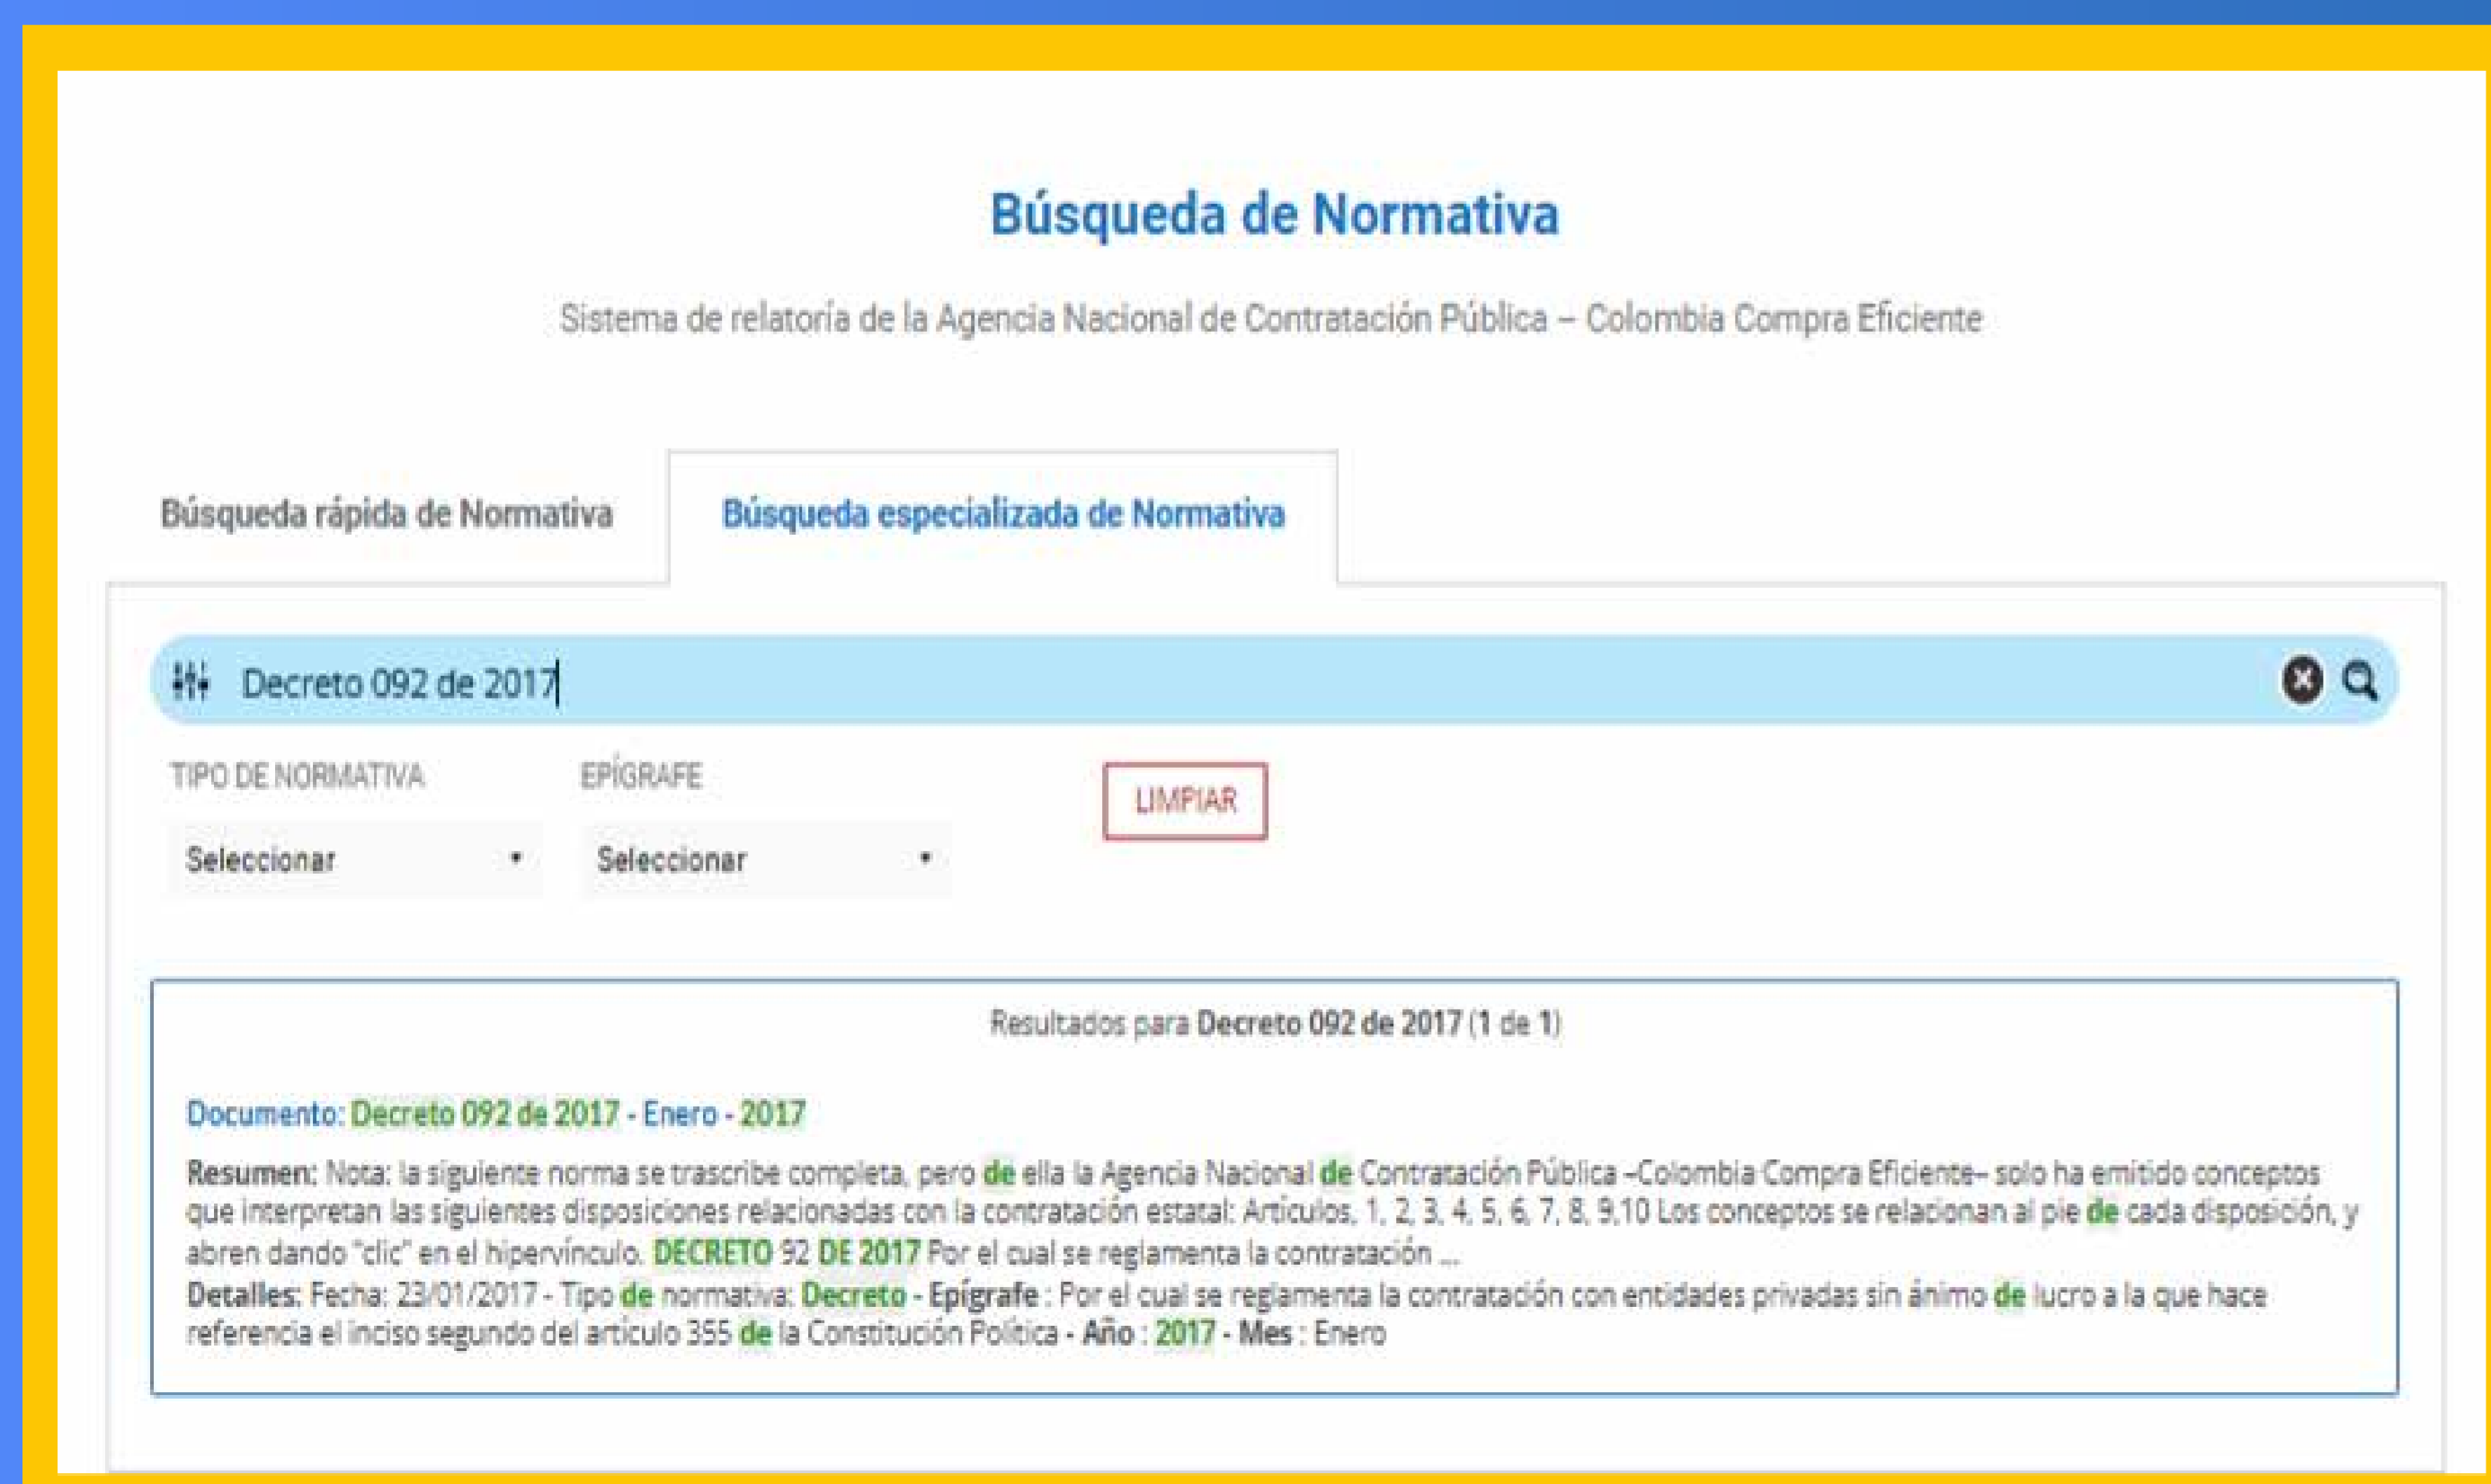 Búsqueda de Normativa
Sistema de relatoría de la Agencia Nacional de Contratación Pública – Colombia Compra Eficiente
Búsqueda rápida de Normativa
Búsqueda especializada de Normativa
Decreto 092 de 2017
TIPO DE NORMATIVA
EPÍGRAFE
LIMPIAR
Seleccionar
Seleccionar
Resultados para Decreto 092 de 2017 (1 de 1)
Documento: Decreto 092 de 2017 - Enero - 2017
Resumen: Nota: la siguiente norma se trascribe completa, pero de ella la Agencia Nacional de Contratación Pública –Colombia Compra Eficiente– solo ha emitido conceptos
que interpretan las siguientes disposiciones relacionadas con la contratación estatal: Artículos, 1, 2, 3, 4, 5, 6, 7, 8, 9,10 Los conceptos se relacionan al pie de cada disposición, y
abren dando "clic" en el hipervínculo. DECRETO 92 DE 2017 Por el cual se reglamenta la contratación ...
Detalles: Fecha: 23/01/2017 - Tipo de normativa: Decreto - Epígrafe : Por el cual se reglamenta la contratación con entidades privadas sin ánimo de lucro a la que hace
referencia el inciso segundo del artículo 355 de la Constitución Política - Año : 2017 - Mes : Enero